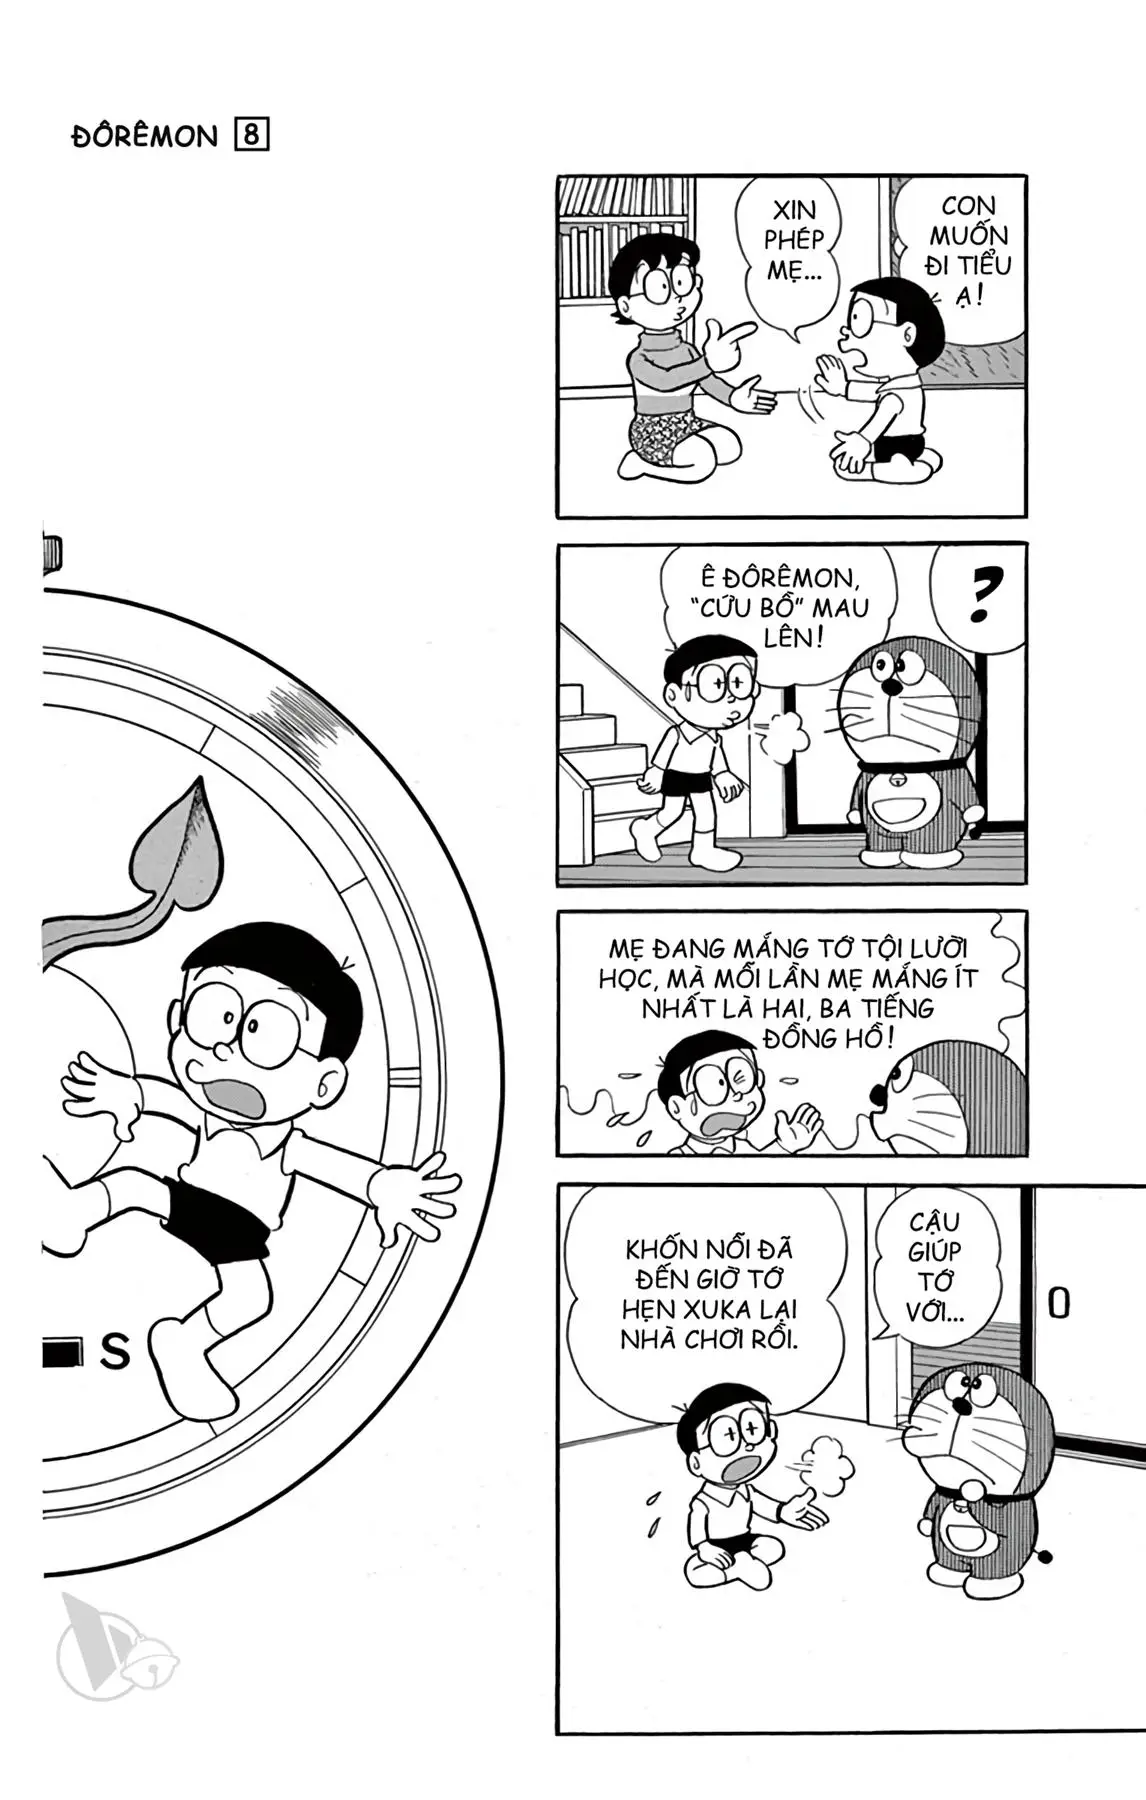 ĐÔRÊMON 8
XIN
PHÉP
MẸ...
CON
MUỐN
ĐI TIỂU
Ạ!
Ê ĐÔRÊMON,
"CỨU BỒ" MAU
LÊN!
?
MẸ ĐANG MẮNG TỚ TỘI LƯỜI
HỌC, MÀ MỖI LẦN MẸ MẮNG ÍT
NHẤT LÀ HAI, BA TIẾNG
ĐỒNG HỒ!
KHỐN NỖI ĐÃ
ĐẾN GIỜ TỚ
HẸN XUKA LẠI
NHÀ CHƠI RỒI.
CẬU
GIÚP
TỚ
VỚI...
S